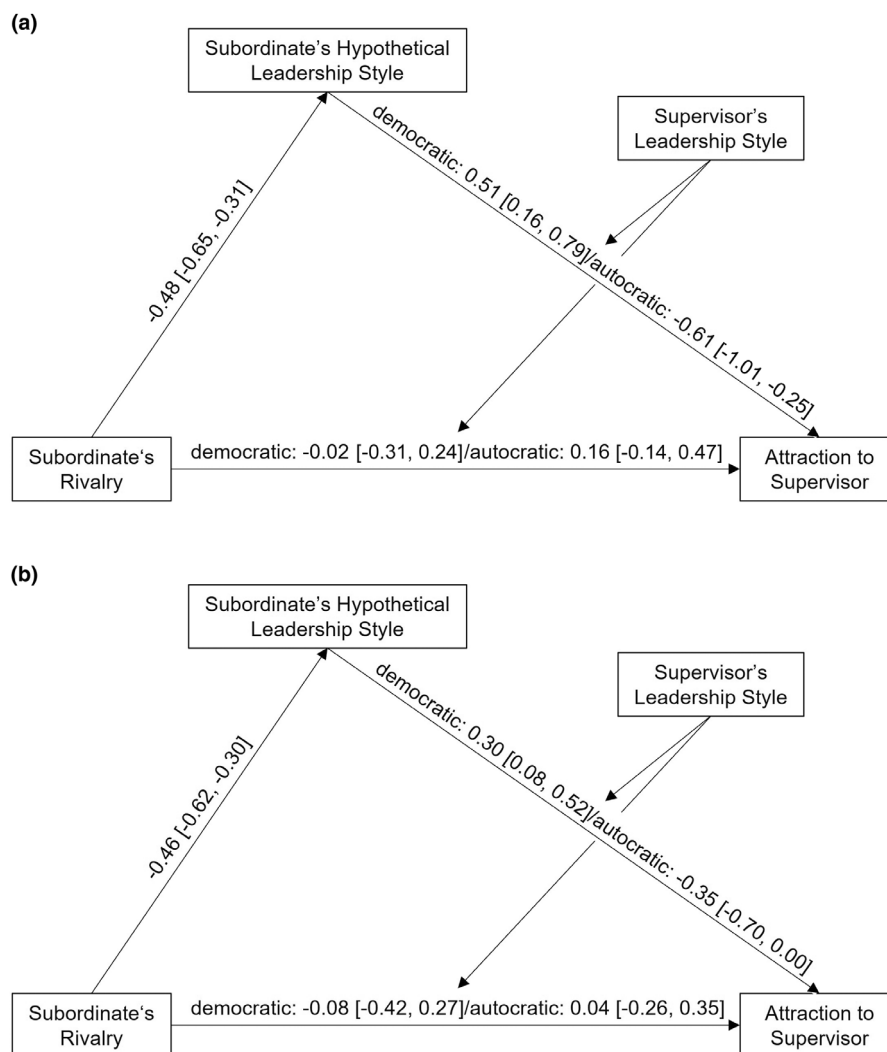 (a)
Subordinate's Hypothetical
Leadership Style
Supervisor's
Leadership Style
-0.48 [-0.65, -0.31]
democratic: 0.51 [0.16, 0.79]/autocratic: -0.61 [-1.01, -0.25]
Subordinate‘s
Rivalry
democratic: -0.02 [-0.31, 0.24]/autocratic: 0.16 [-0.14, 0.47]
Attraction to
Supervisor
(b)
Subordinate's Hypothetical
Leadership Style
Supervisor's
Leadership Style
-0.46 [-0.62, -0.30]
democratic: 0.30 [0.08, 0.52]/autocratic: -0.35 [-0.70, 0.00]
Subordinate‘s
Rivalry
democratic: -0.08 [-0.42, 0.27]/autocratic: 0.04 [-0.26, 0.35]
Attraction to
Supervisor